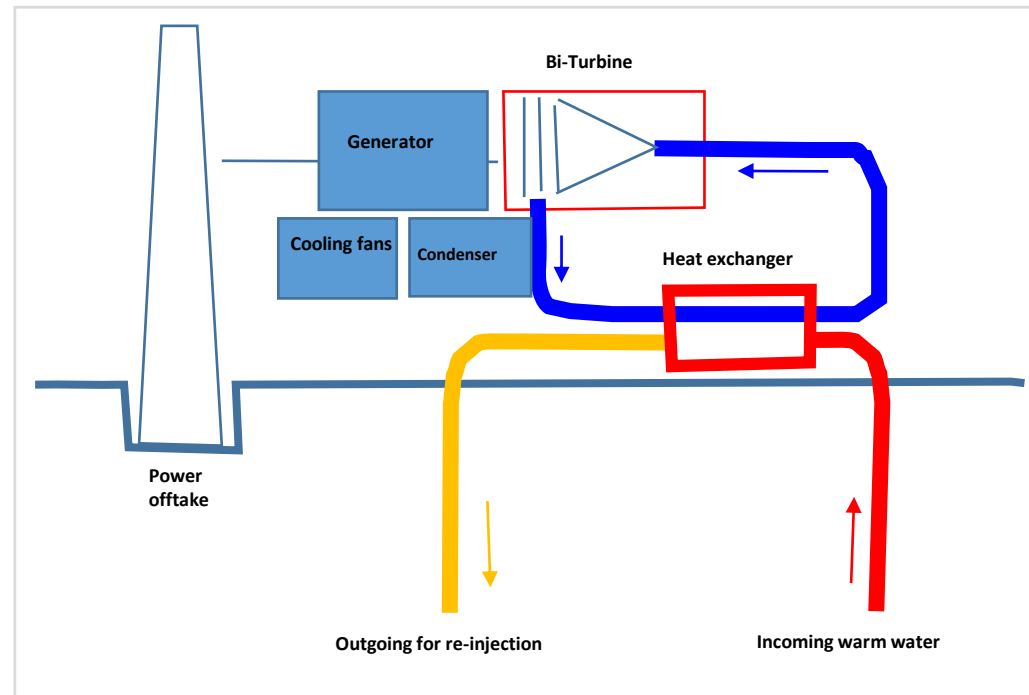 Bi-Turbine
Generator
Cooling fans
Condenser
Heat exchanger
Power
offtake
Outgoing for re-injection
Incoming warm water